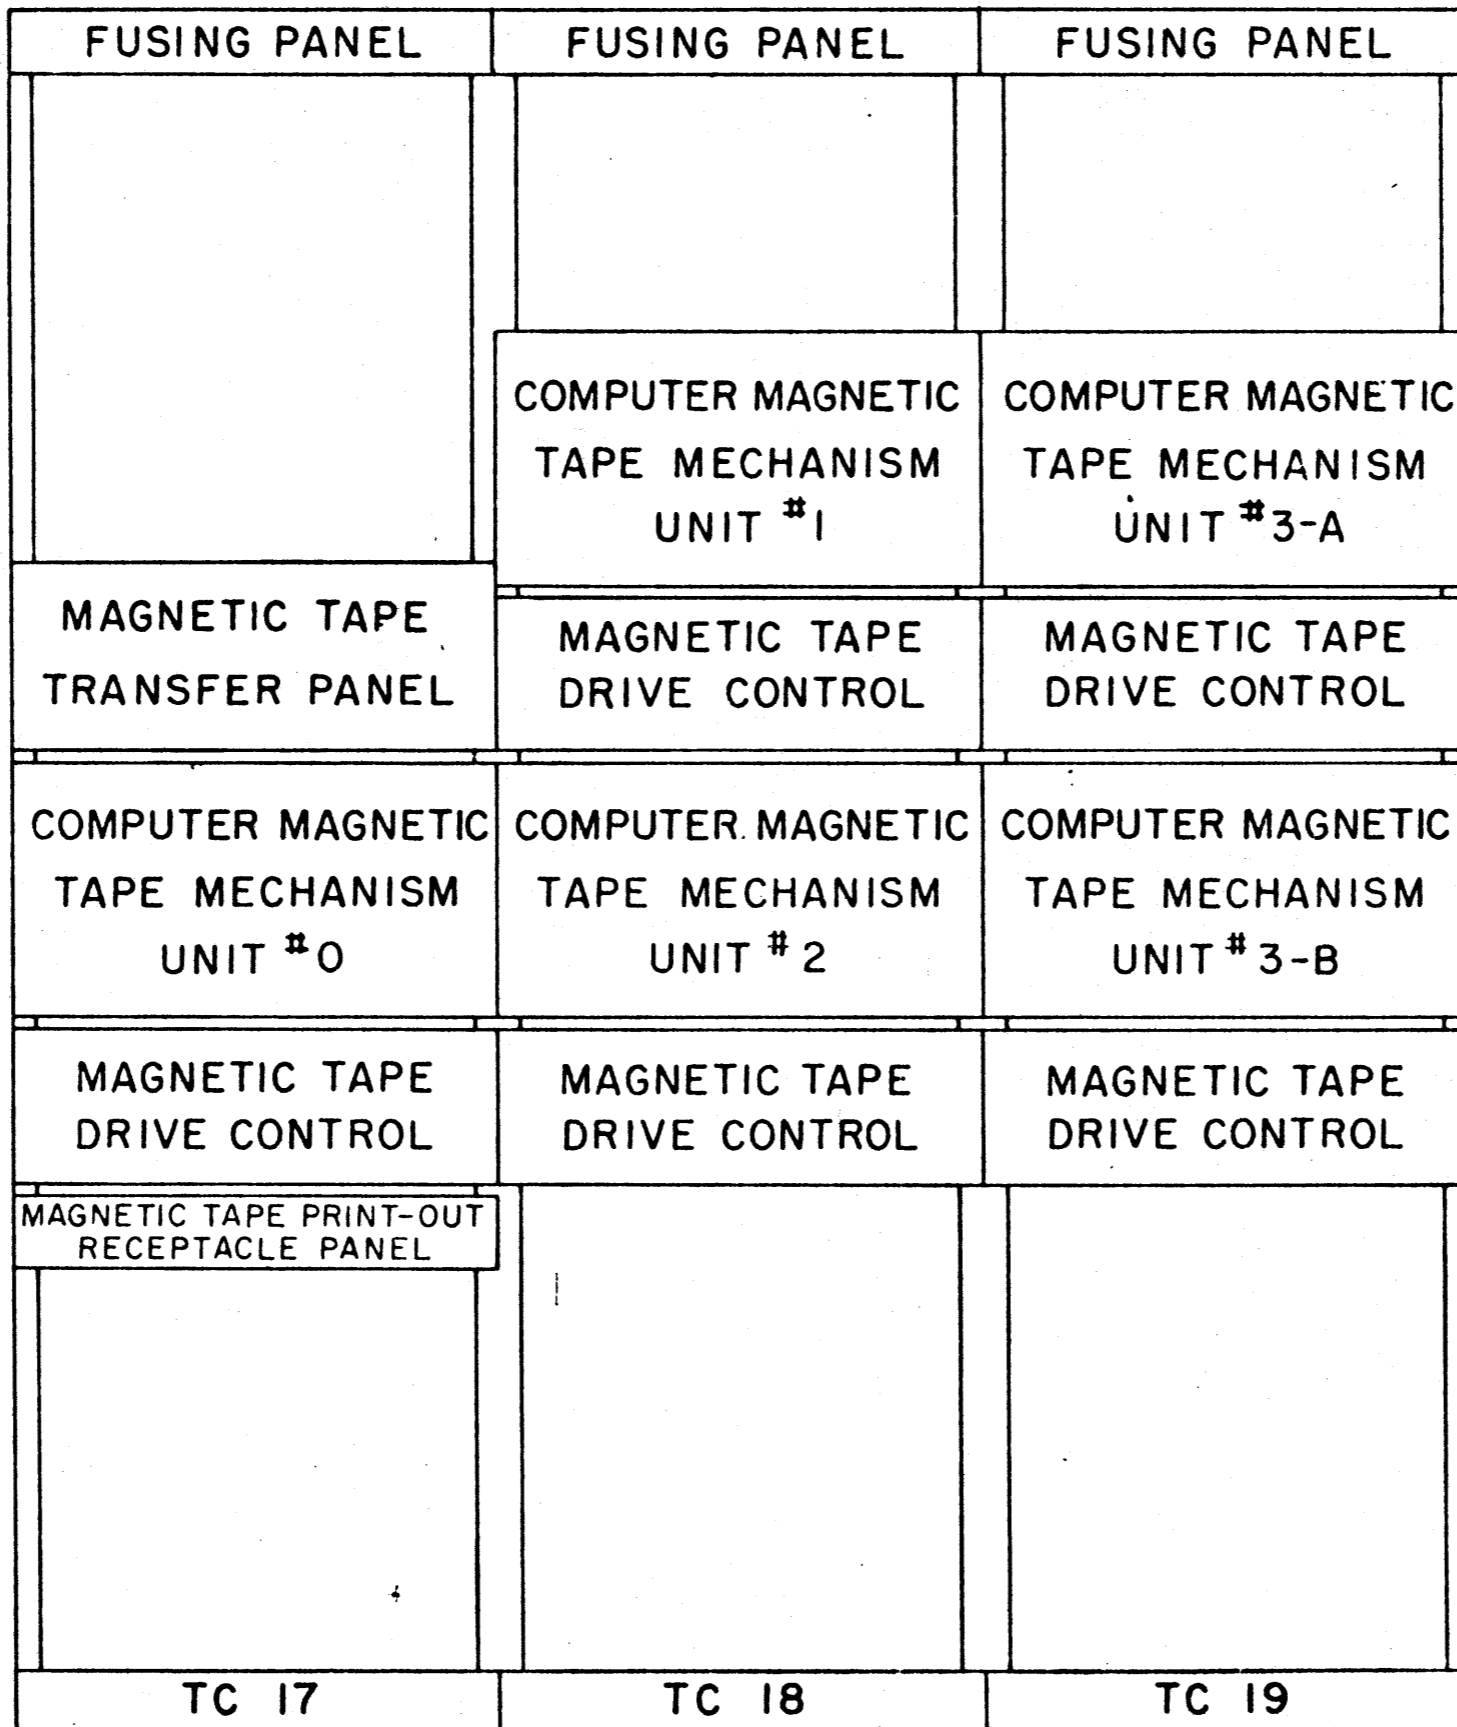 FUSING PANEL
FUSING PANEL
FUSING PANEL
COMPUTER MAGNETIC
TAPE MECHANISM
UNIT #1
COMPUTER MAGNETIC
TAPE MECHANISM
UNIT #3-A
MAGNETIC TAPE
TRANSFER PANEL
MAGNETIC TAPE
DRIVE CONTROL
MAGNETIC TAPE
DRIVE CONTROL
COMPUTER MAGNETIC
TAPE MECHANISM
UNIT #0
COMPUTER MAGNETIC
TAPE MECHANISM
UNIT #2
COMPUTER MAGNETIC
TAPE MECHANISM
UNIT #3-B
MAGNETIC TAPE
DRIVE CONTROL
MAGNETIC TAPE
DRIVE CONTROL
MAGNETIC TAPE
DRIVE CONTROL
MAGNETIC TAPE PRINT-OUT
RECEPTACLE PANEL
TC 17
TC 18
TC 19